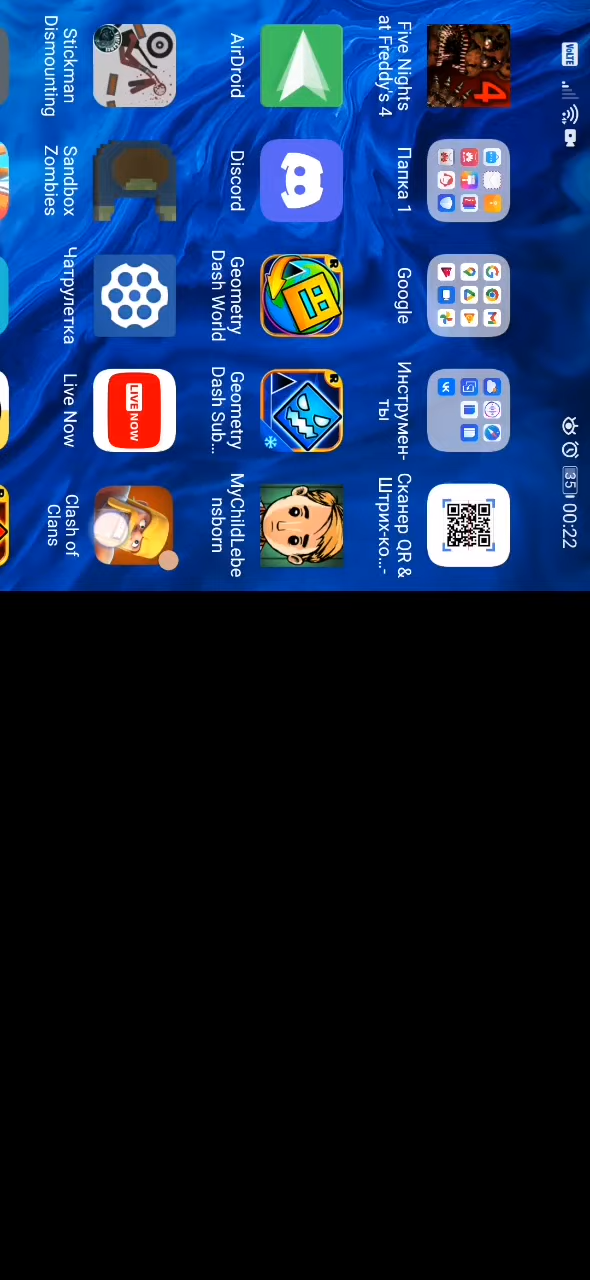 VoLTE
35
00:22
4
Five Nights
at Freddy's 4
Папка 1
Google
Инструмен-
ты
Сканер QR &
Штрих-ко...-
AirDroid
Discord
Geometry
Dash World
Geometry
Dash Sub...
MyChildLebe
nsborn
LIVE NOW
Stickman
Dismounting
Sandbox
Zombies
Чатрулетка
Live Now
Clash of
Clans